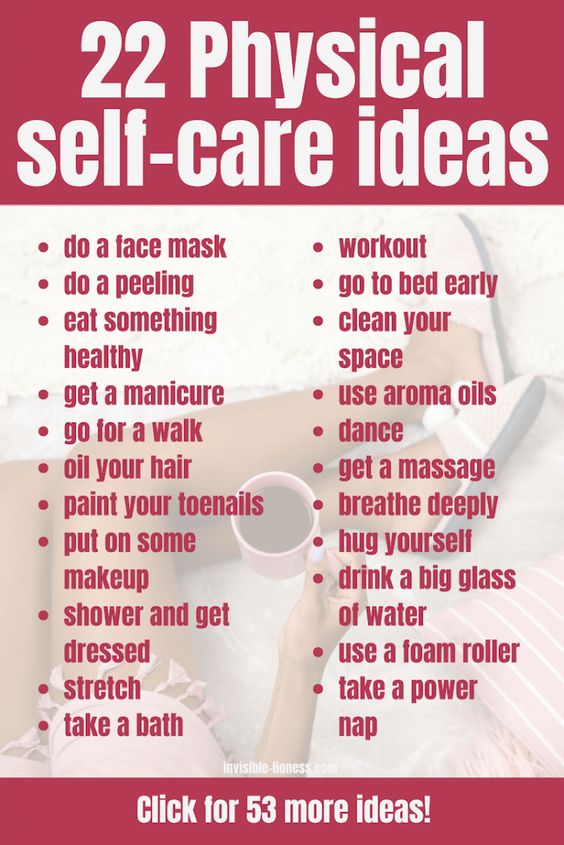 22 Physical
self-care ideas
• do a face mask
• do a peeling
• eat something
healthy
• get a manicure
• go for a walk
• oil your hair
• paint your toenails
• put on some
makeup
• shower and get
dressed
• stretch
• take a bath
• workout
• go to bed early
• clean your
space
• use aroma oils
• dance
• get a massage
• breathe deeply
• hug yourself
• drink a big glass
of water
• use a foam roller
• take a power
nap
invisible-lioness.com
Click for 53 more ideas!